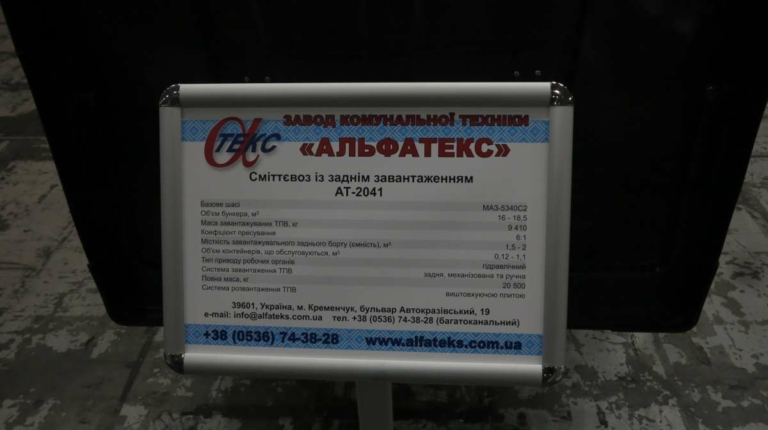 ЗАВОД КОМУНАЛЬНОЇ ТЕХНІКИ
αТЕКС «АЛЬФАТЕКС»
Сміттєвоз із заднім завантаженням
АТ-2041
Базове шасі МАЗ-5340С2
Об'єм бункера, м³ 16 - 18,5
Маса завантажуваних ТПВ, кг 9 410
Коефіцієнт пресування 6:1
Місткість завантажувального заднього борту (ємність), м³ 1,5 - 2
Об'єм контейнерів, що обслуговуються, м³ 0,12 - 1,1
Тип приводу робочих органів гідравлічний
Система завантаження ТПВ задня, механізована та ручна
Повна маса, кг 20 500
Система розвантаження ТПВ виштовхуючою плитою
39601, Україна, м. Кременчук, бульвар Автокразівський, 19
e-mail: info@alfateks.com.ua тел. +38 (0536) 74-38-28 (багатоканальний)
+38 (0536) 74-38-28 www.alfateks.com.ua